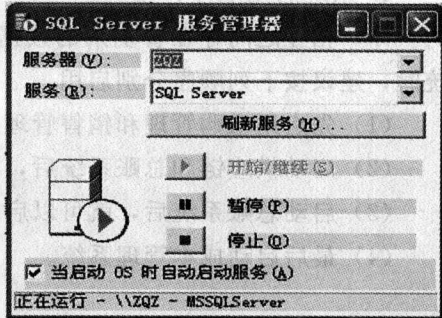 SQL Server 服务管理器
服务器(V): ZQZ
服务(R): SQL Server
刷新服务(H)...
开始/继续(S)
暂停(P)
停止(O)
当启动 OS 时自动启动服务(A)
正在运行 - \\ZQZ - MSSQLServer